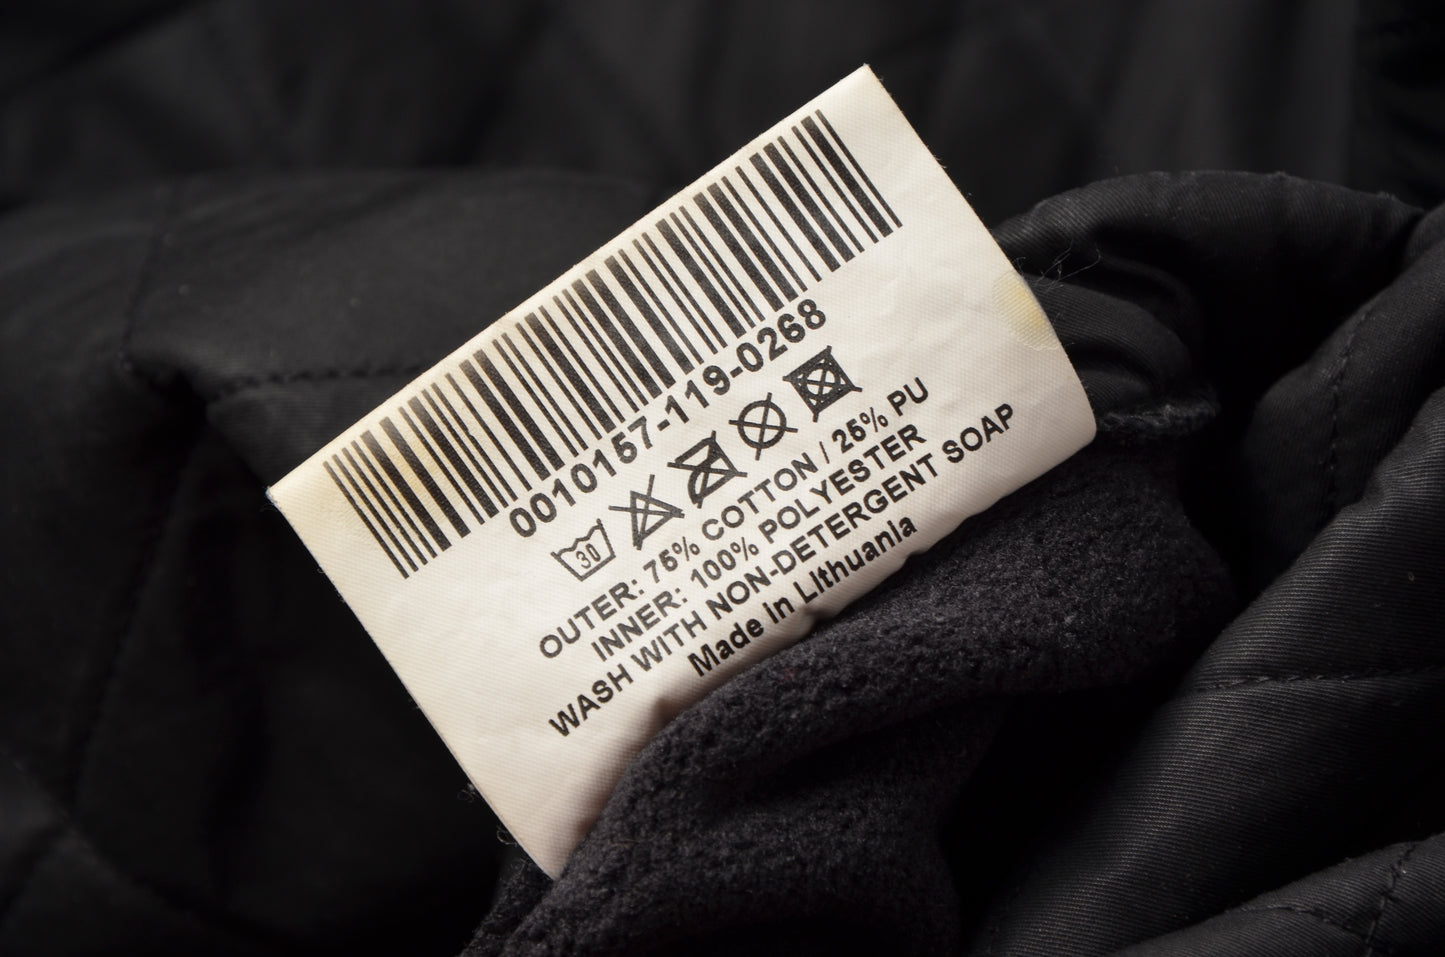 0010157-119-0268
30
OUTER: 75% COTTON / 25% PU
INNER: 100% POLYESTER
WASH WITH NON-DETERGENT SOAP
Made in Lithuania